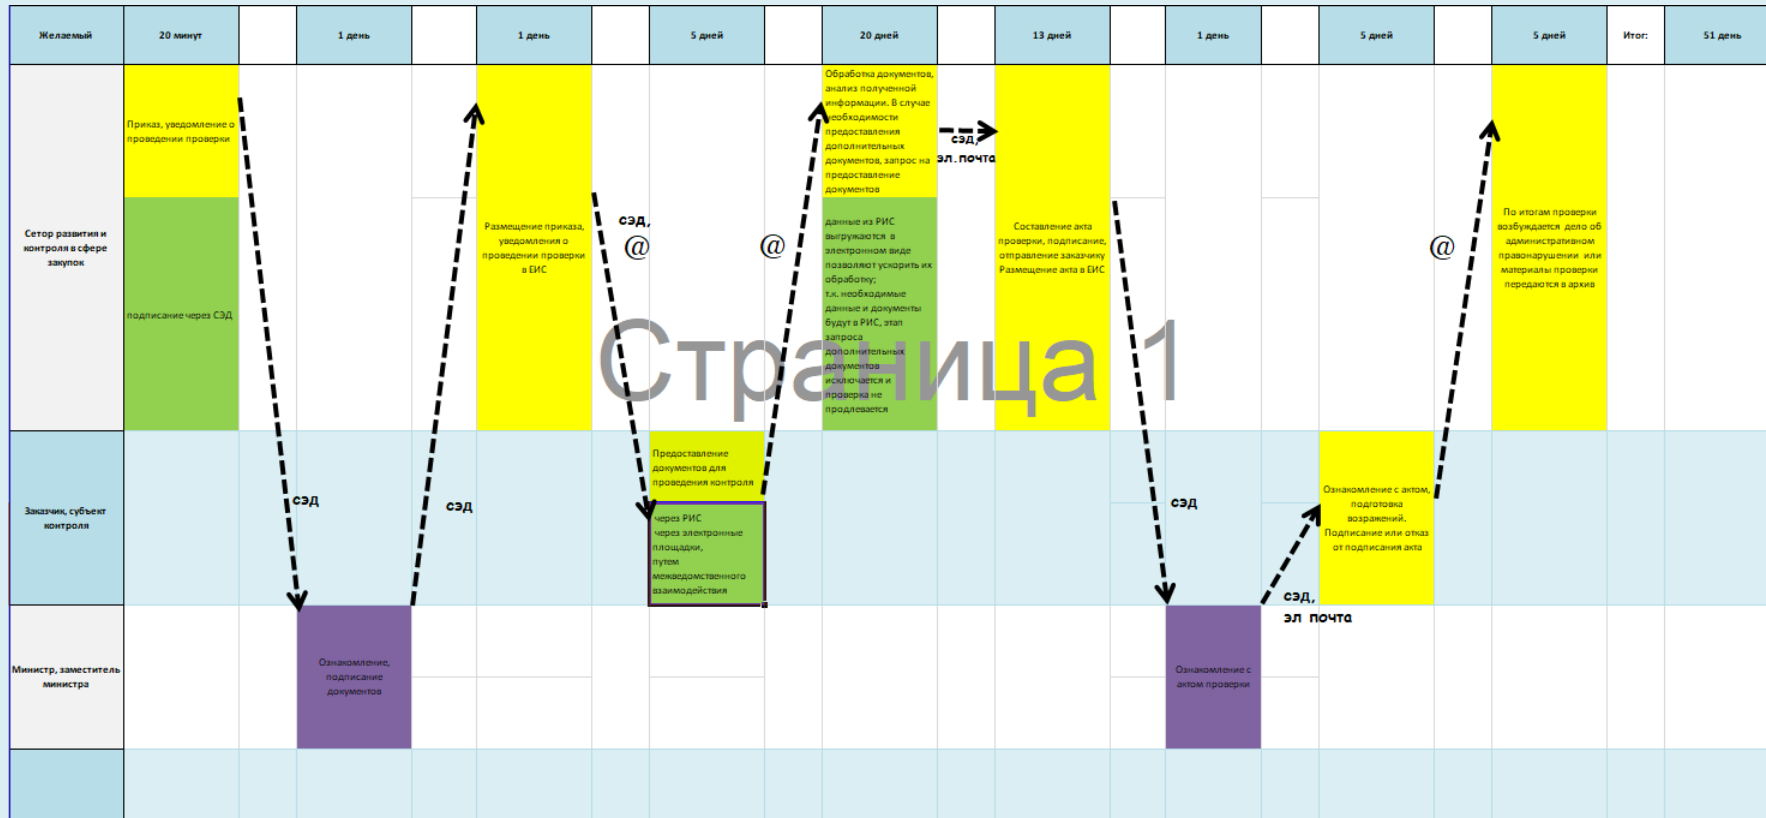 Желаемый
20 минут
1 день
1 день
5 дней
20 дней
13 дней
1 день
5 дней
5 дней
Итог:
51 день
Сетор развития и
контроля в сфере
закупок
Приказ, уведомление о
проведении проверки
подписание через СЭД
Размещение приказа,
уведомления о
проведении проверки
в ЕИС
сэд,
@
@
Обработка документов,
анализ полученной
информации. В случае
необходимости
предоставления
дополнительных
документов, запрос на
предоставление
документов
данные из РИС
выгружаются в
электронном виде
позволяют ускорить их
обработку;
т.к. необходимые
данные и документы
будут в РИС, этап
запроса
дополнительных
документов
исключается и
проверка не
продлевается
сэд,
эл.почта
Составление акта
проверки, подписание,
отправление заказчику
Размещение акта в ЕИС
@
По итогам проверки
возбуждается дело об
административном
правонарушении или
материалы проверки
передаются в архив
Страница 1
Заказчик, субъект
контроля
сэд
сэд
Предоставление
документов для
проведения контроля
через РИС
через электронные
площадки,
путем
межведомственного
взаимодействия
сэд
Ознакомление с актом,
подготовка
возражений.
Подписание или отказ
от подписания акта
сэд,
эл почта
Министр, заместитель
министра
Ознакомление,
подписание
документов
Ознакомление с
актом проверки